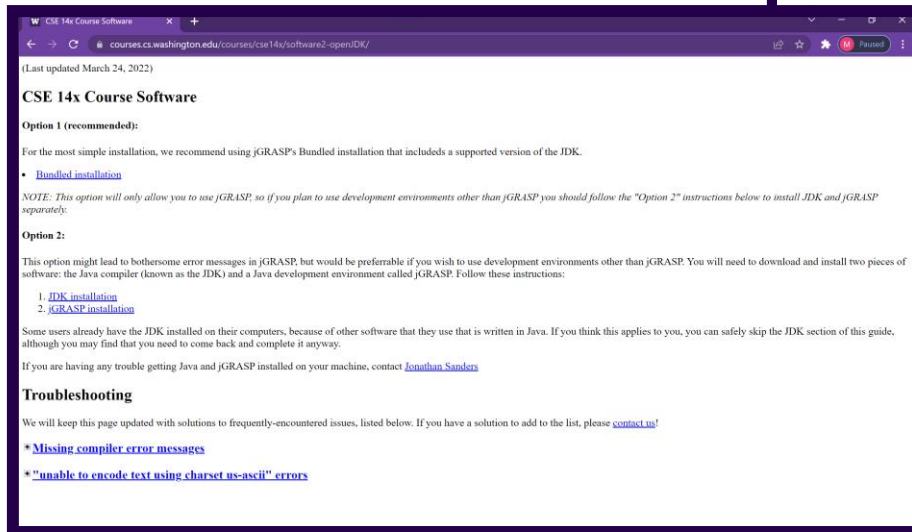 W CSE 14x Course Software
courses.cs.washington.edu/courses/cse14x/software2-openJDK/
M Paused
(Last updated March 24, 2022)
CSE 14x Course Software
Option 1 (recommended):
For the most simple installation, we recommend using jGRASP's Bundled installation that includeds a supported version of the JDK.
• Bundled installation
NOTE: This option will only allow you to use jGRASP, so if you plan to use development environments other than jGRASP you should follow the "Option 2" instructions below to install JDK and jGRASP
separately.
Option 2:
This option might lead to bothersome error messages in jGRASP, but would be preferrable if you wish to use development environments other than jGRASP. You will need to download and install two pieces of
software: the Java compiler (known as the JDK) and a Java development environment called jGRASP. Follow these instructions:
1. JDK installation
2. jGRASP installation
Some users already have the JDK installed on their computers, because of other software that they use that is written in Java. If you think this applies to you, you can safely skip the JDK section of this guide,
although you may find that you need to come back and complete it anyway.
If you are having any trouble getting Java and jGRASP installed on your machine, contact Jonathan Sanders
Troubleshooting
We will keep this page updated with solutions to frequently-encountered issues, listed below. If you have a solution to add to the list, please contact us!
Missing compiler error messages
"unable to encode text using charset us-ascii" errors